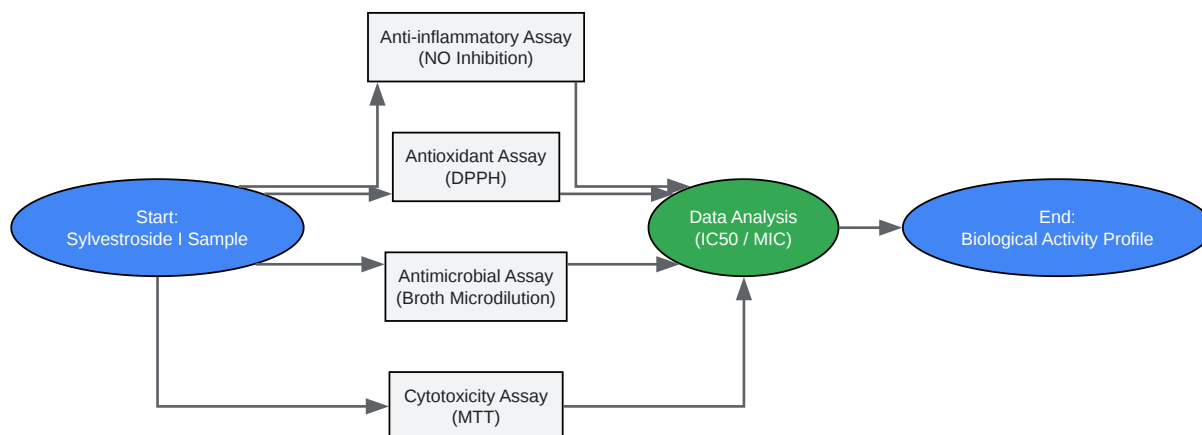 Anti-inflammatory Assay
(NO Inhibition)
Antioxidant Assay
(DPPH)
Start:
Sylvestroside I Sample
Data Analysis
(IC50 / MIC)
End:
Biological Activity Profile
Antimicrobial Assay
(Broth Microdilution)
Cytotoxicity Assay
(MTT)